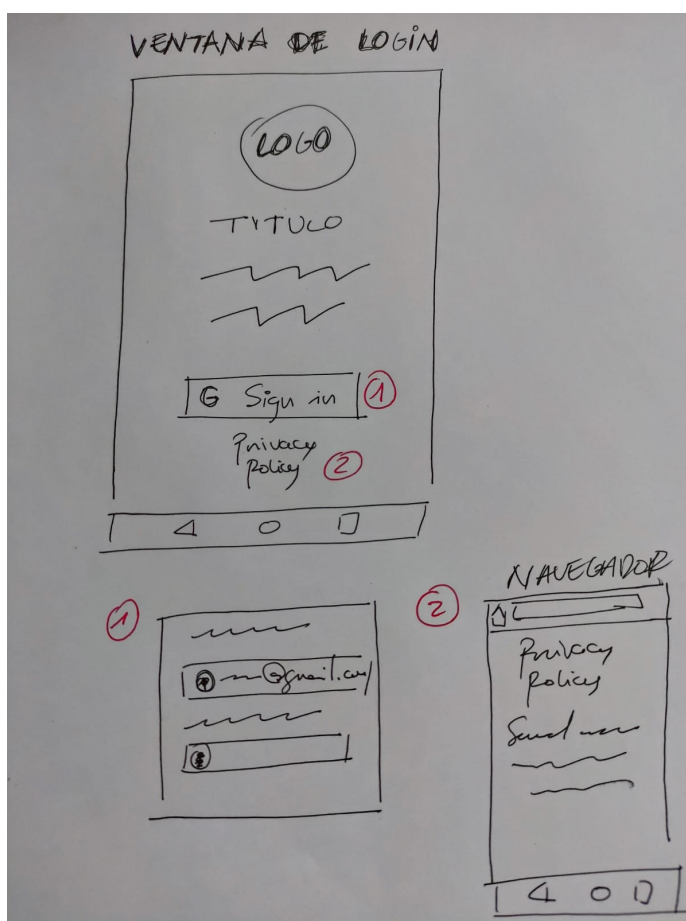 VENTANA DE LOGIN
LOGO
TITULO
G Sign in 1
Privacy
Policy 2
1
@gmail.com
NAVEGADOR
2
Privacy
Policy